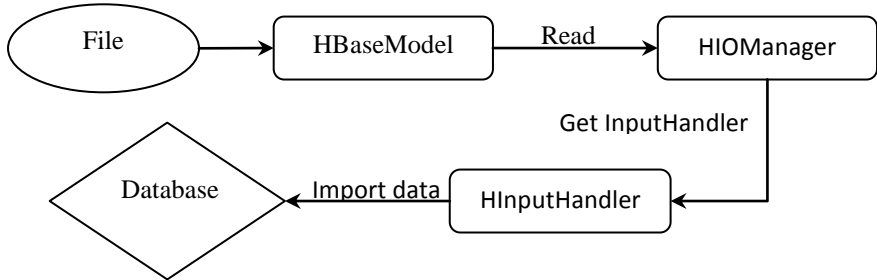 File
HBaseModel
Read
HIOManager
Get InputHandler
Database
Import data
HInputHandler